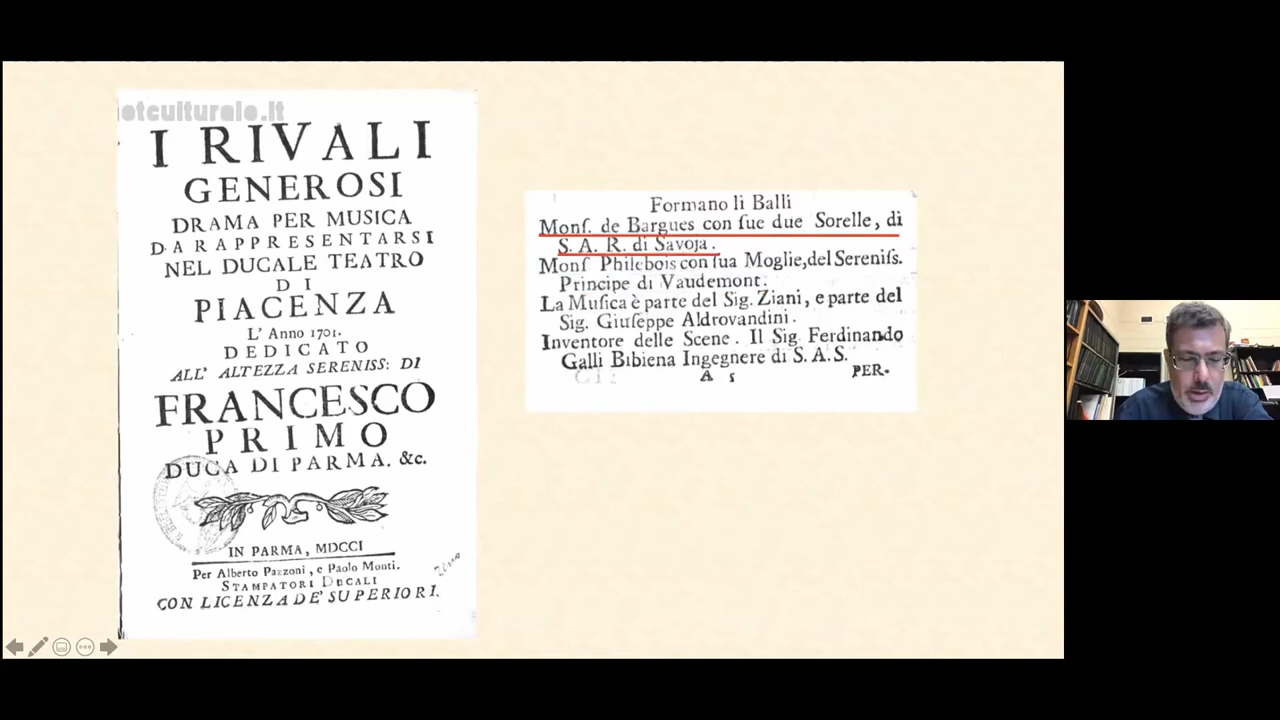 otculturale.it
I RIVALI
GENEROSI
DRAMA PER MUSICA
DA RAPPRESENTARSI
NEL DUCALE TEATRO
DI
PIACENZA
L' Anno 1701.
DEDICATO
ALL' ALTEZZA SERENISS: DI
FRANCESCO
PRIMO
DUCA DI PARMA. &c.
IN PARMA, MDCCI
Per Alberto Pazzoni, e Paolo Monti.
STAMPATORI DUCALI
CON LICENZA DE' SUPERIORI.
Formano li Balli
Monſ. de Bargues con ſue due Sorelle, di
S. A. R. di Savoja.
Monſ Philebois con ſua Moglie, del Sereniſs.
Principe di Vaudemont.
La Muſica è parte del Sig. Ziani, e parte del
Sig. Giuſeppe Aldrovandini.
Inventore delle Scene. Il Sig. Ferdinando
Galli Bibiena Ingegnere di S. A. S.
A 5 PER-